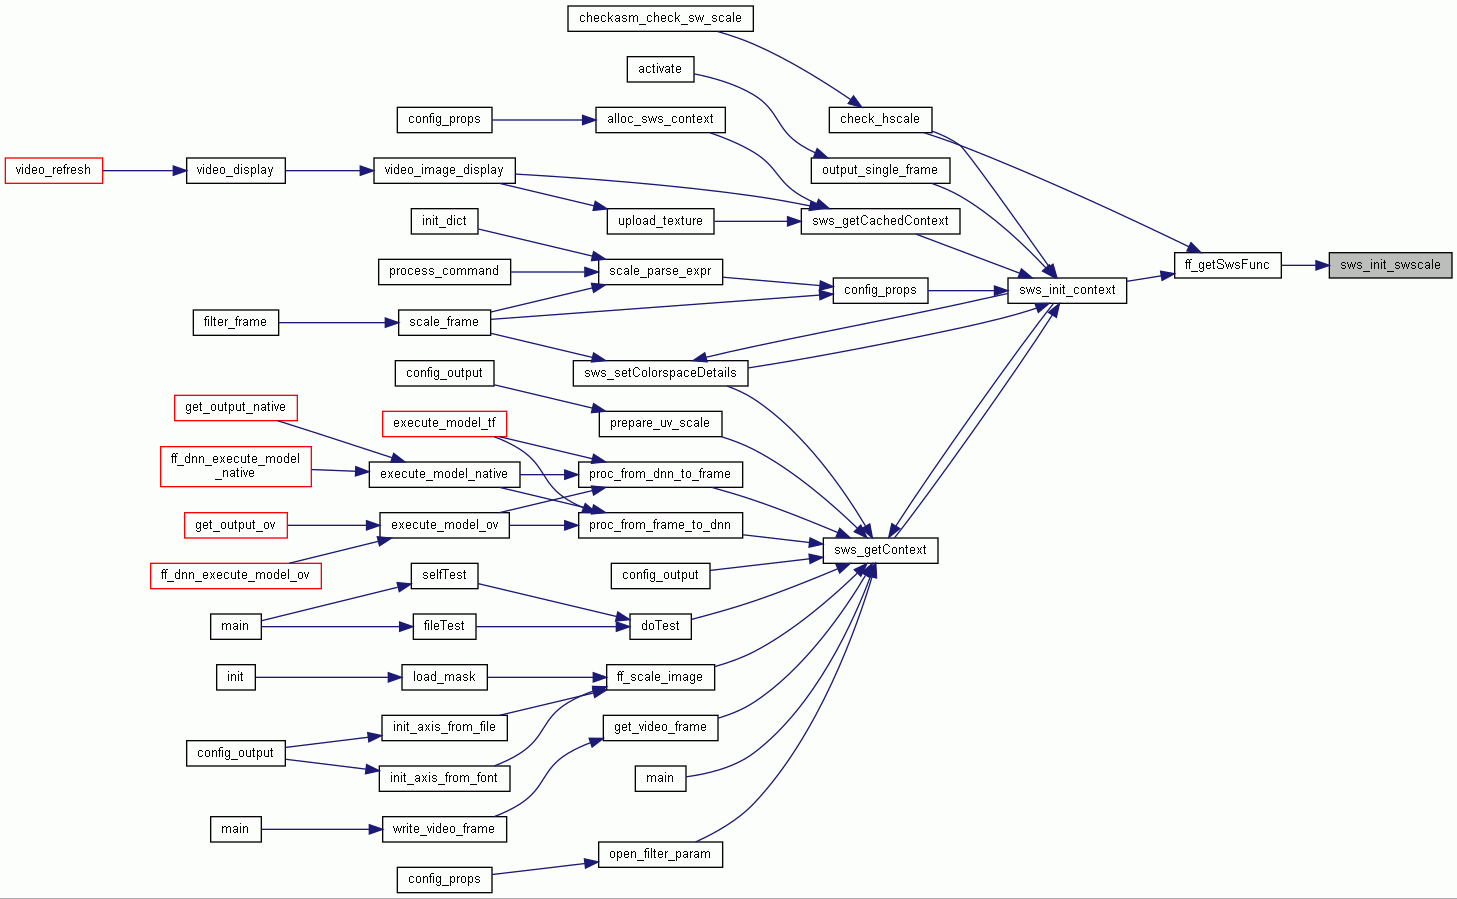 checkasm_check_sw_scale
activate
config_props
alloc_sws_context
check_hscale
video_refresh
video_display
video_image_display
output_single_frame
init_dict
upload_texture
sws_getCachedContext
process_command
scale_parse_expr
ff_getSwsFunc
sws_init_swscale
config_props
sws_init_context
filter_frame
scale_frame
config_output
sws_setColorspaceDetails
get_output_native
execute_model_tf
prepare_uv_scale
ff_dnn_execute_model
_native
execute_model_native
proc_from_dnn_to_frame
get_output_ov
execute_model_ov
proc_from_frame_to_dnn
sws_getContext
ff_dnn_execute_model_ov
selfTest
config_output
main
fileTest
doTest
init
load_mask
ff_scale_image
init_axis_from_file
get_video_frame
config_output
init_axis_from_font
main
main
write_video_frame
open_filter_param
config_props